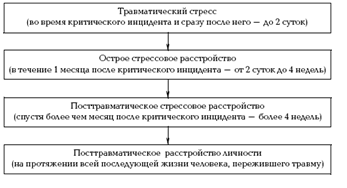 Травматический стресс
(во время критического инцидента и сразу после него — до 2 суток)
Острое стрессовое расстройство
(в течение 1 месяца после критического инцидента — от 2 суток до 4 недель)
Посттравматическое стрессовое расстройство
(спустя более чем месяц после критического инцидента — более 4 недель)
Посттравматическое расстройство личности
(на протяжении всей последующей жизни человека, пережившего травму)